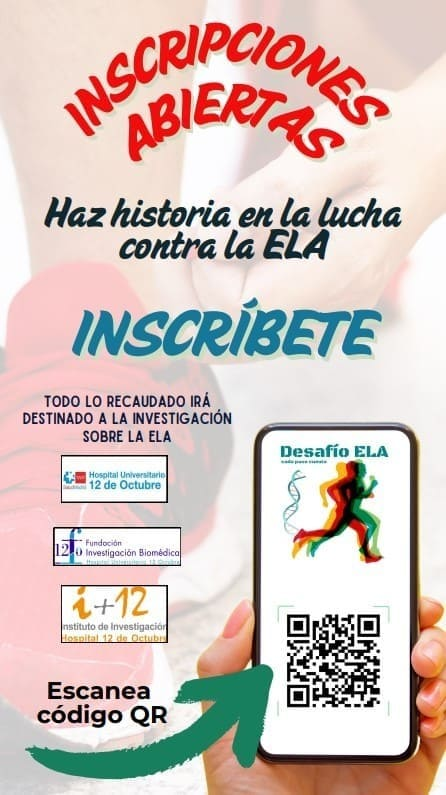 INSCRIPCIONES
ABIERTAS
Haz historia en la lucha
contra la ELA
INSCRÍBETE
TODO LO RECAUDADO IRÁ
DESTINADO A LA INVESTIGACIÓN
SOBRE LA ELA
Hospital Universitario
12 de Octubre
SaludMadrid
12fo
Fundación
Investigación Biomédica
Hospital Universitario 12 Octubre
i+12
Instituto de Investigación
Hospital 12 de Octubre
Escanea
código QR
Desafío ELA
cada paso cuenta